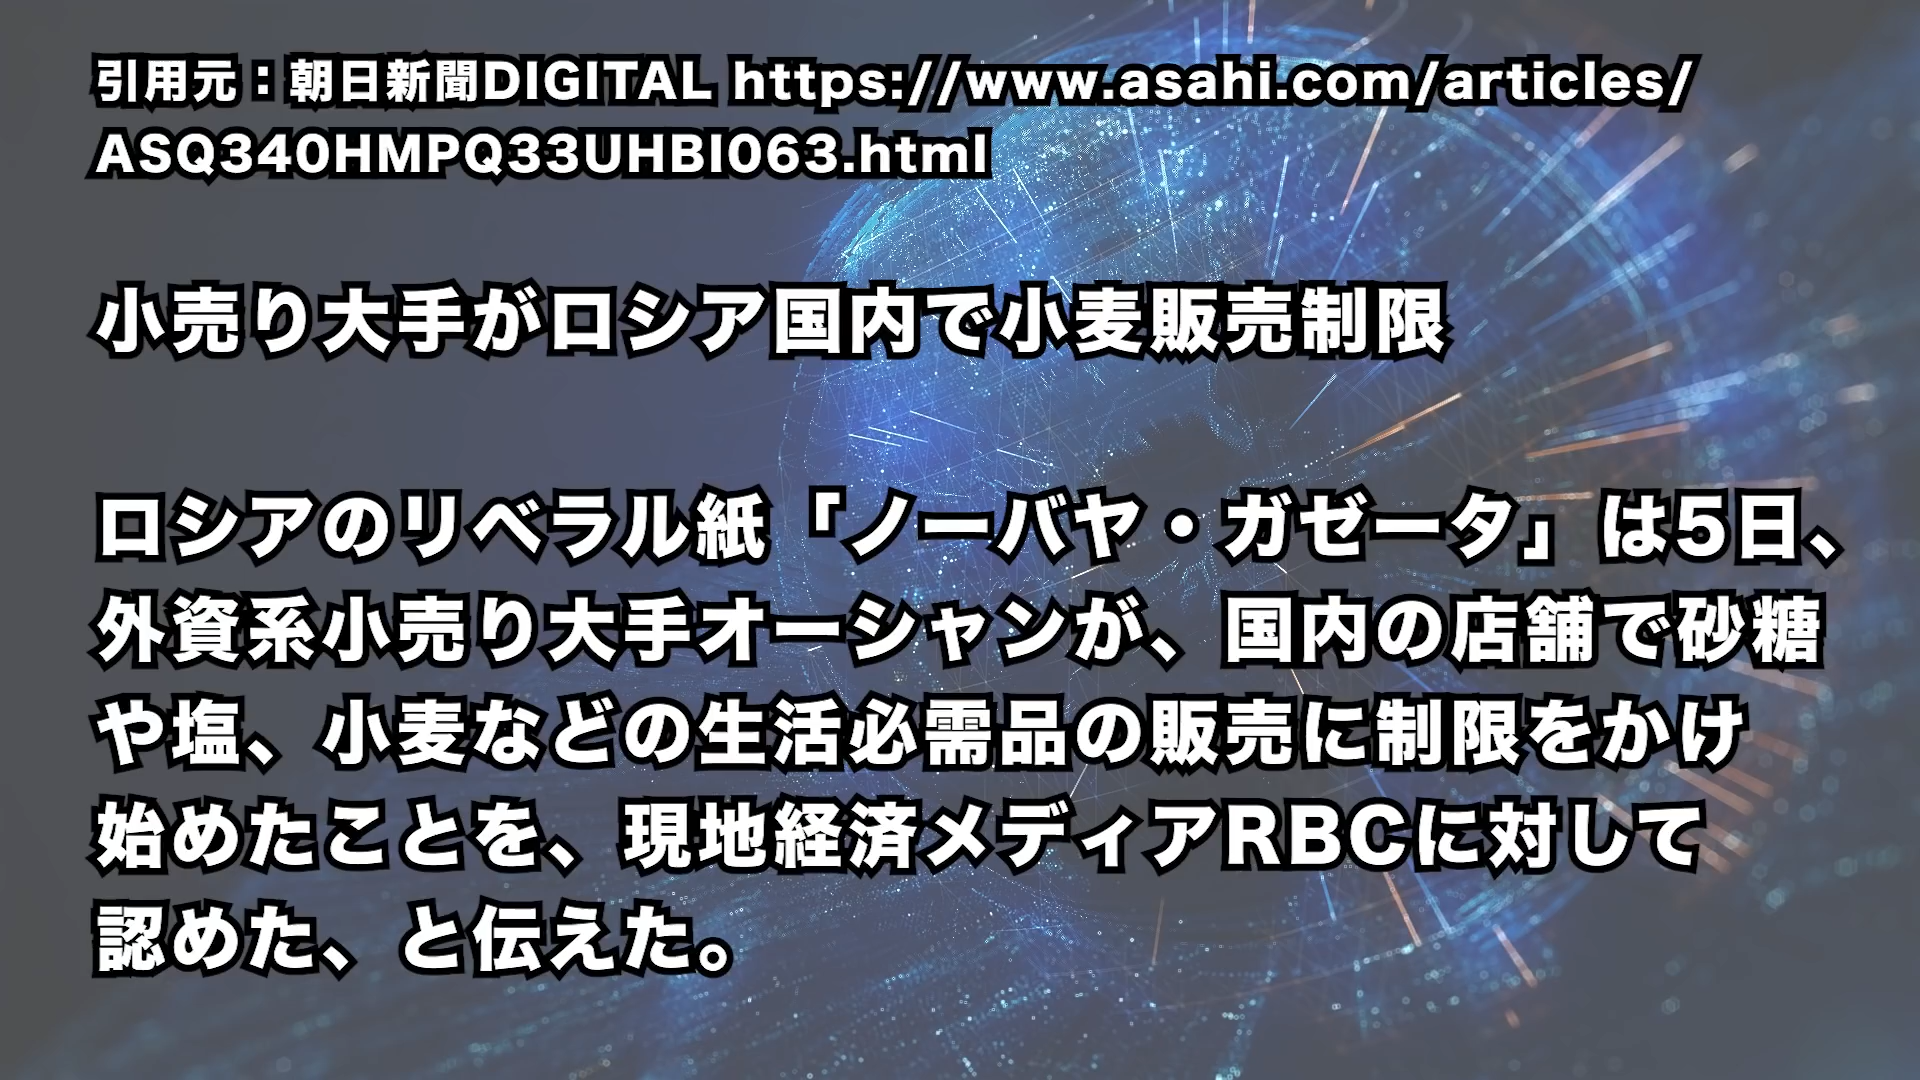 引用元：朝日新聞DIGITAL https://www.asahi.com/articles/
ASQ340HMPQ33UHBI063.html
小売り大手がロシア国内で小麦販売制限
ロシアのリベラル紙「ノーバヤ・ガゼータ」は5日、
外資系小売り大手オーシャンが、国内の店舗で砂糖
や塩、小麦などの生活必需品の販売に制限をかけ
始めたことを、現地経済メディアRBCに対して
認めた、と伝えた。